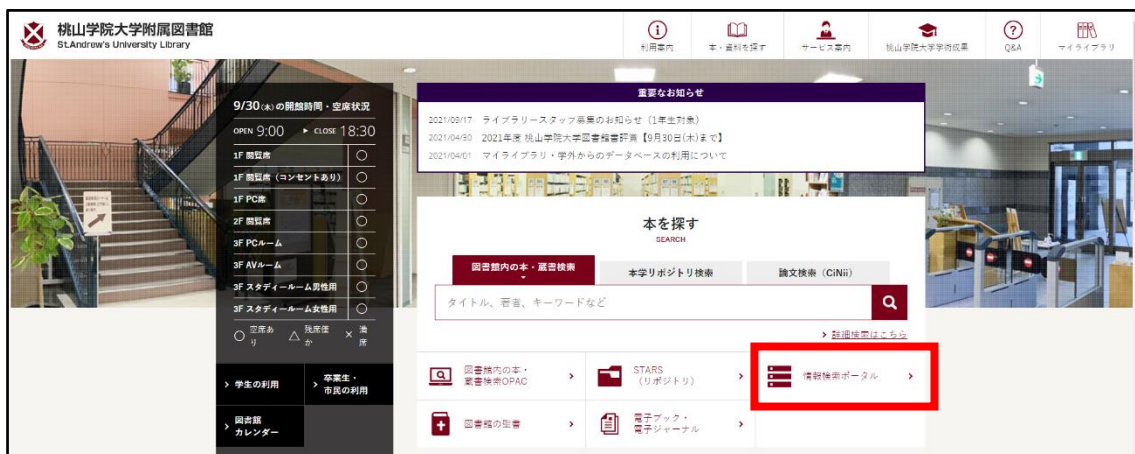 桃山学院大学附属図書館
St.Andrew's University Library
利用案内
本・資料を探す
サービス案内
桃山学院大学学術成果
Q&A
マイライブラリ
9/30(木)の開館時間・空席状況
OPEN 9:00 ▸ CLOSE 18:30
1F 閲覧席 ○
1F 閲覧席（コンセントあり） ○
1F PC席 ○
2F 閲覧席 ○
3F PCルーム ○
3F AVルーム ○
3F スタディールーム男性用 ○
3F スタディールーム女性用 ○
○ 空席あり △ 残席僅か × 満席
学生の利用
卒業生・
市民の利用
図書館
カレンダー
重要なお知らせ
2021/09/17 ライブラリースタッフ募集のお知らせ（1年生対象）
2021/04/30 2021年度 桃山学院大学図書館書評賞【9月30日(木)まで】
2021/04/01 マイライブラリ・学外からのデータベースの利用について
本を探す
SEARCH
図書館内の本・蔵書検索
本学リポジトリ検索
論文検索（CiNii）
タイトル、著者、キーワードなど
詳細検索はこちら
図書館内の本・
蔵書検索OPAC
STARS
（リポジトリ）
情報検索ポータル
図書館の聖書
電子ブック・
電子ジャーナル